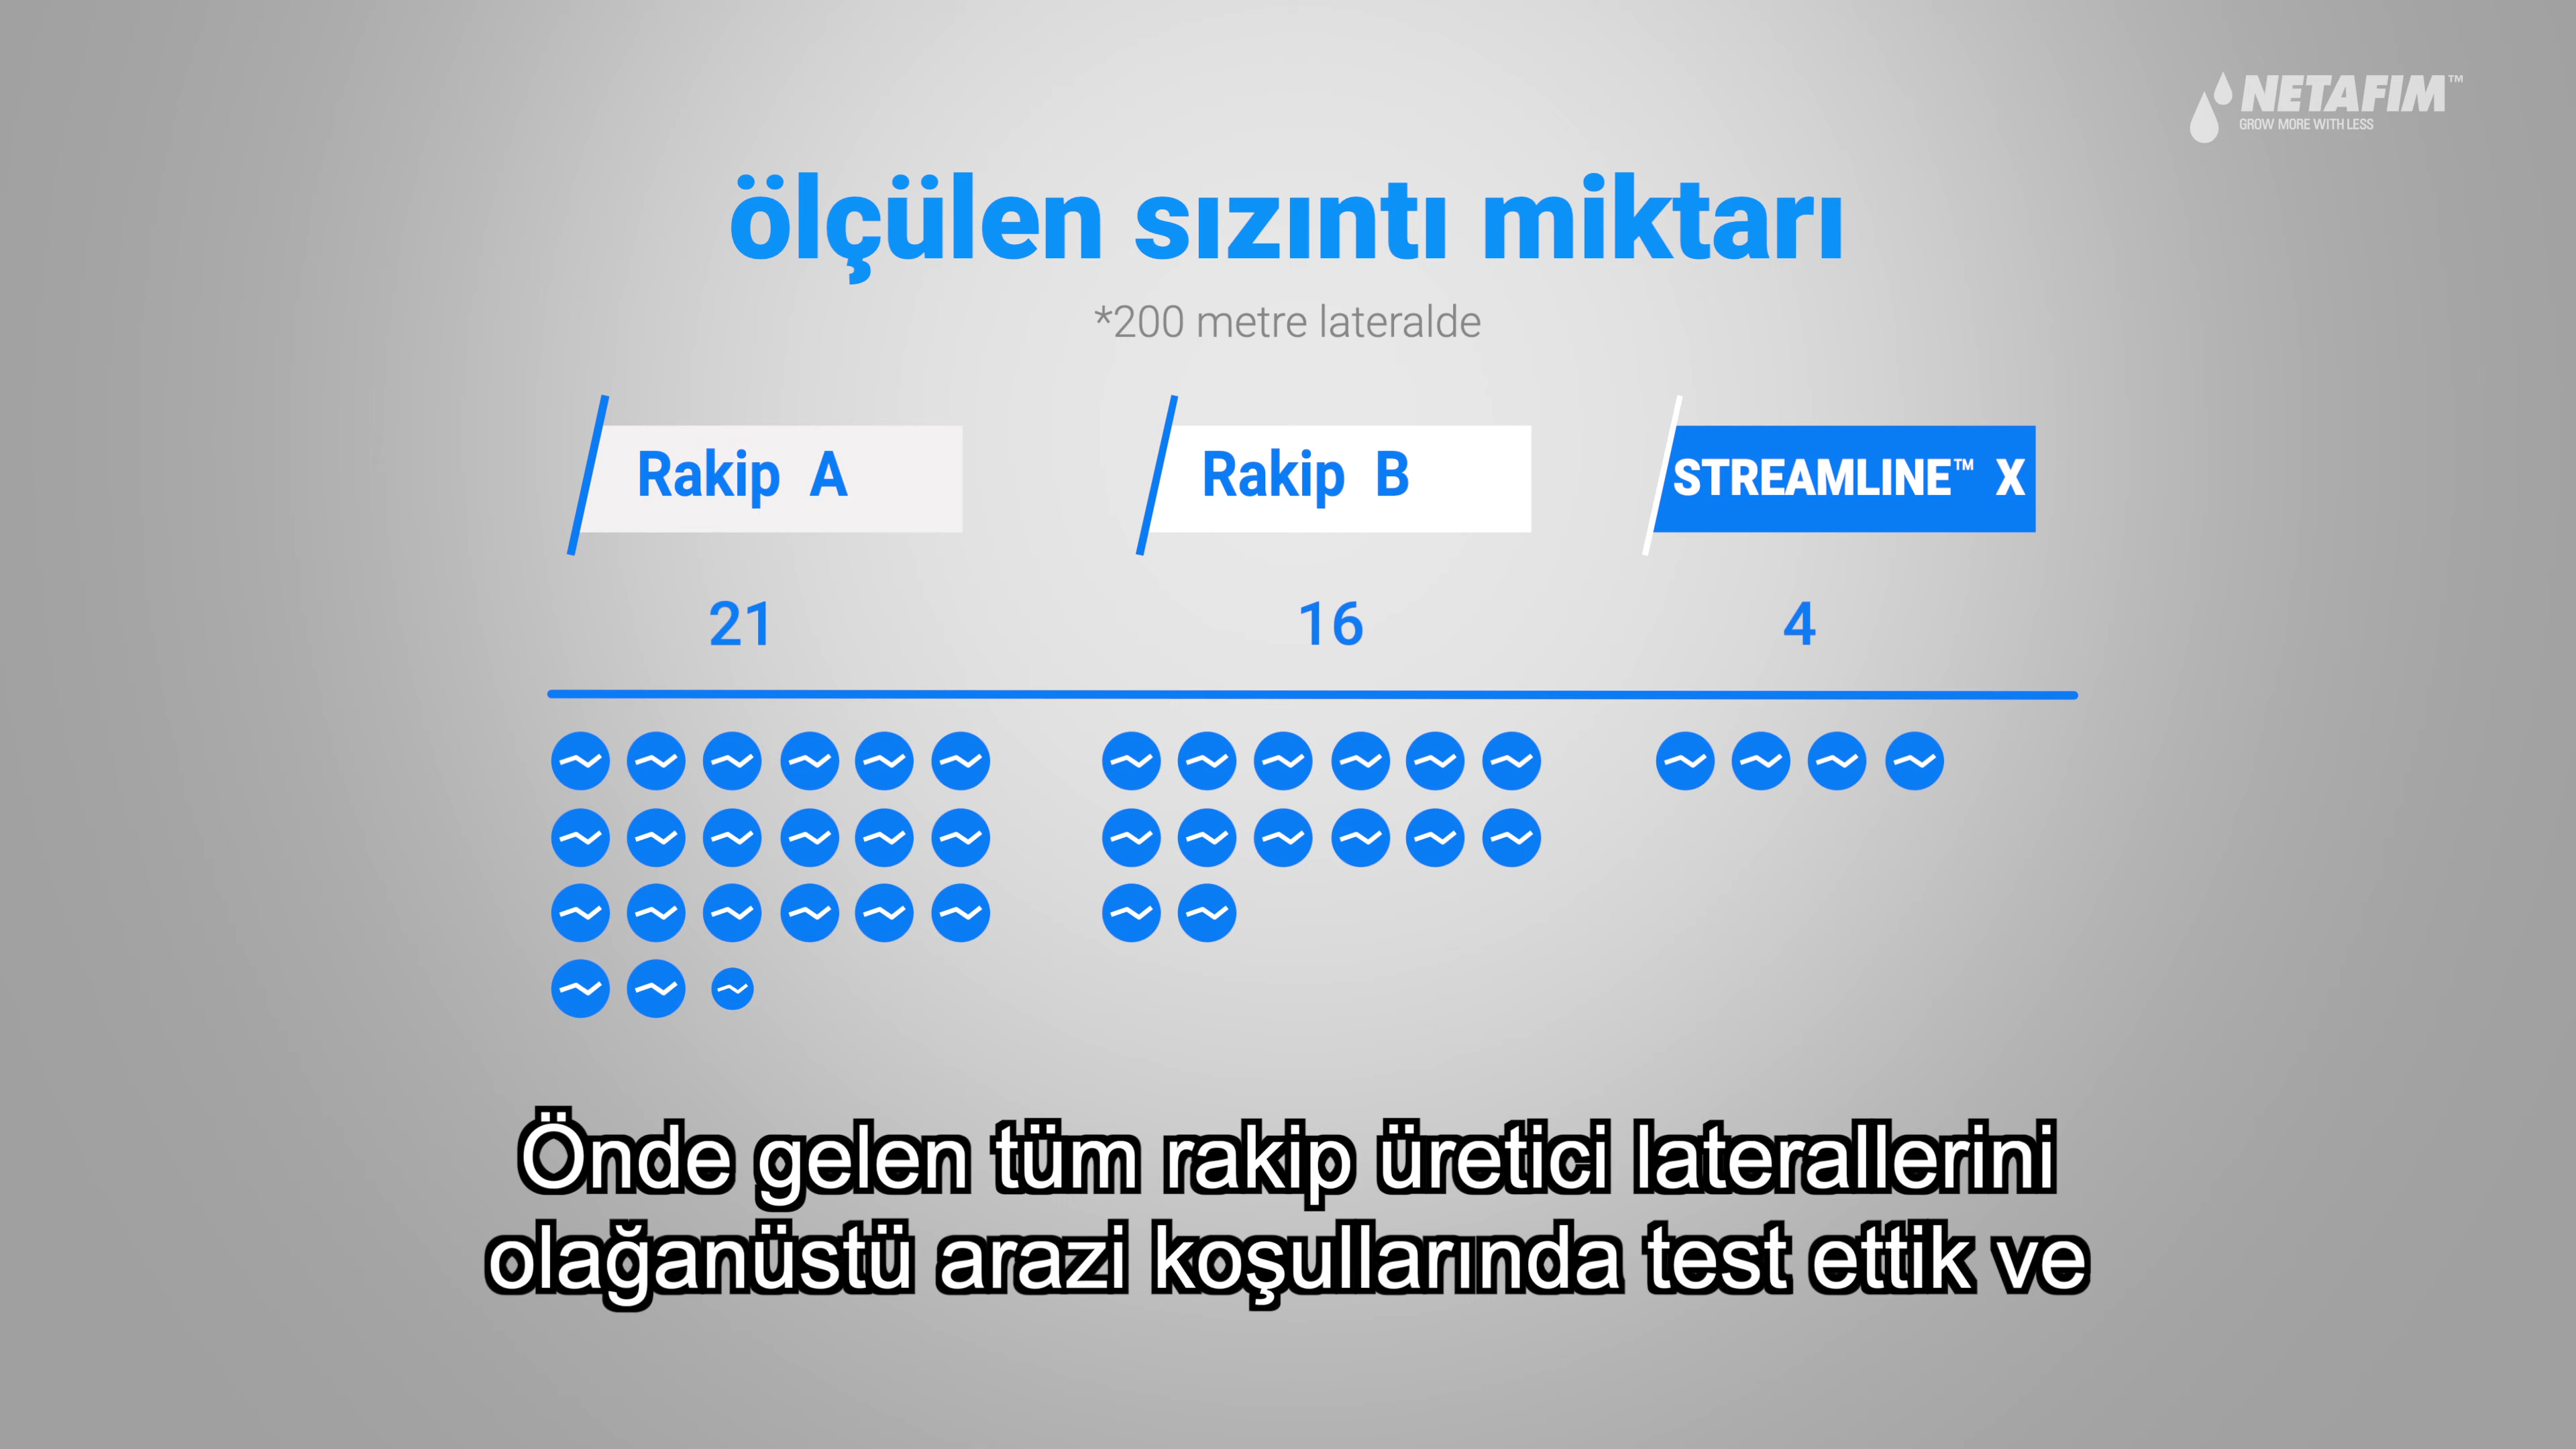 NETAFIM™
GROW MORE WITH LESS
ölçülen sızıntı miktarı
*200 metre lateralde
Rakip A
Rakip B
STREAMLINE™ X
21
16
4
Önde gelen tüm rakip üretici laterallerini
olağanüstü arazi koşullarında test ettik ve